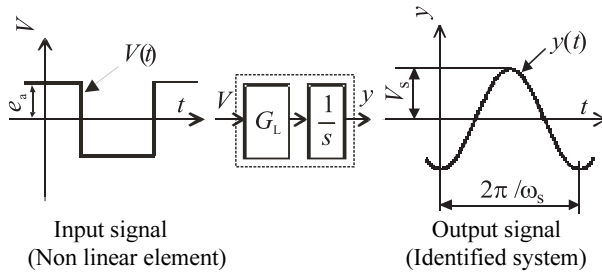 V
V(t)
e_a
t
Input signal
(Non linear element)
V
G_L
1
s
y
y
y(t)
V_s
t
2π /ω_s
Output signal
(Identified system)